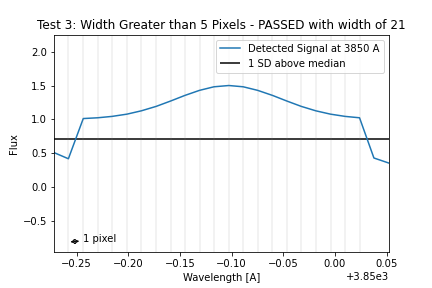 Test 3: Width Greater than 5 Pixels - PASSED with width of 21
Detected Signal at 3850 A
1 SD above median
2.0
1.5
1.0
0.5
0.0
−0.5
Flux
1 pixel
−0.25
−0.20
−0.15
−0.10
−0.05
0.00
0.05
Wavelength [A]
+3.85e3